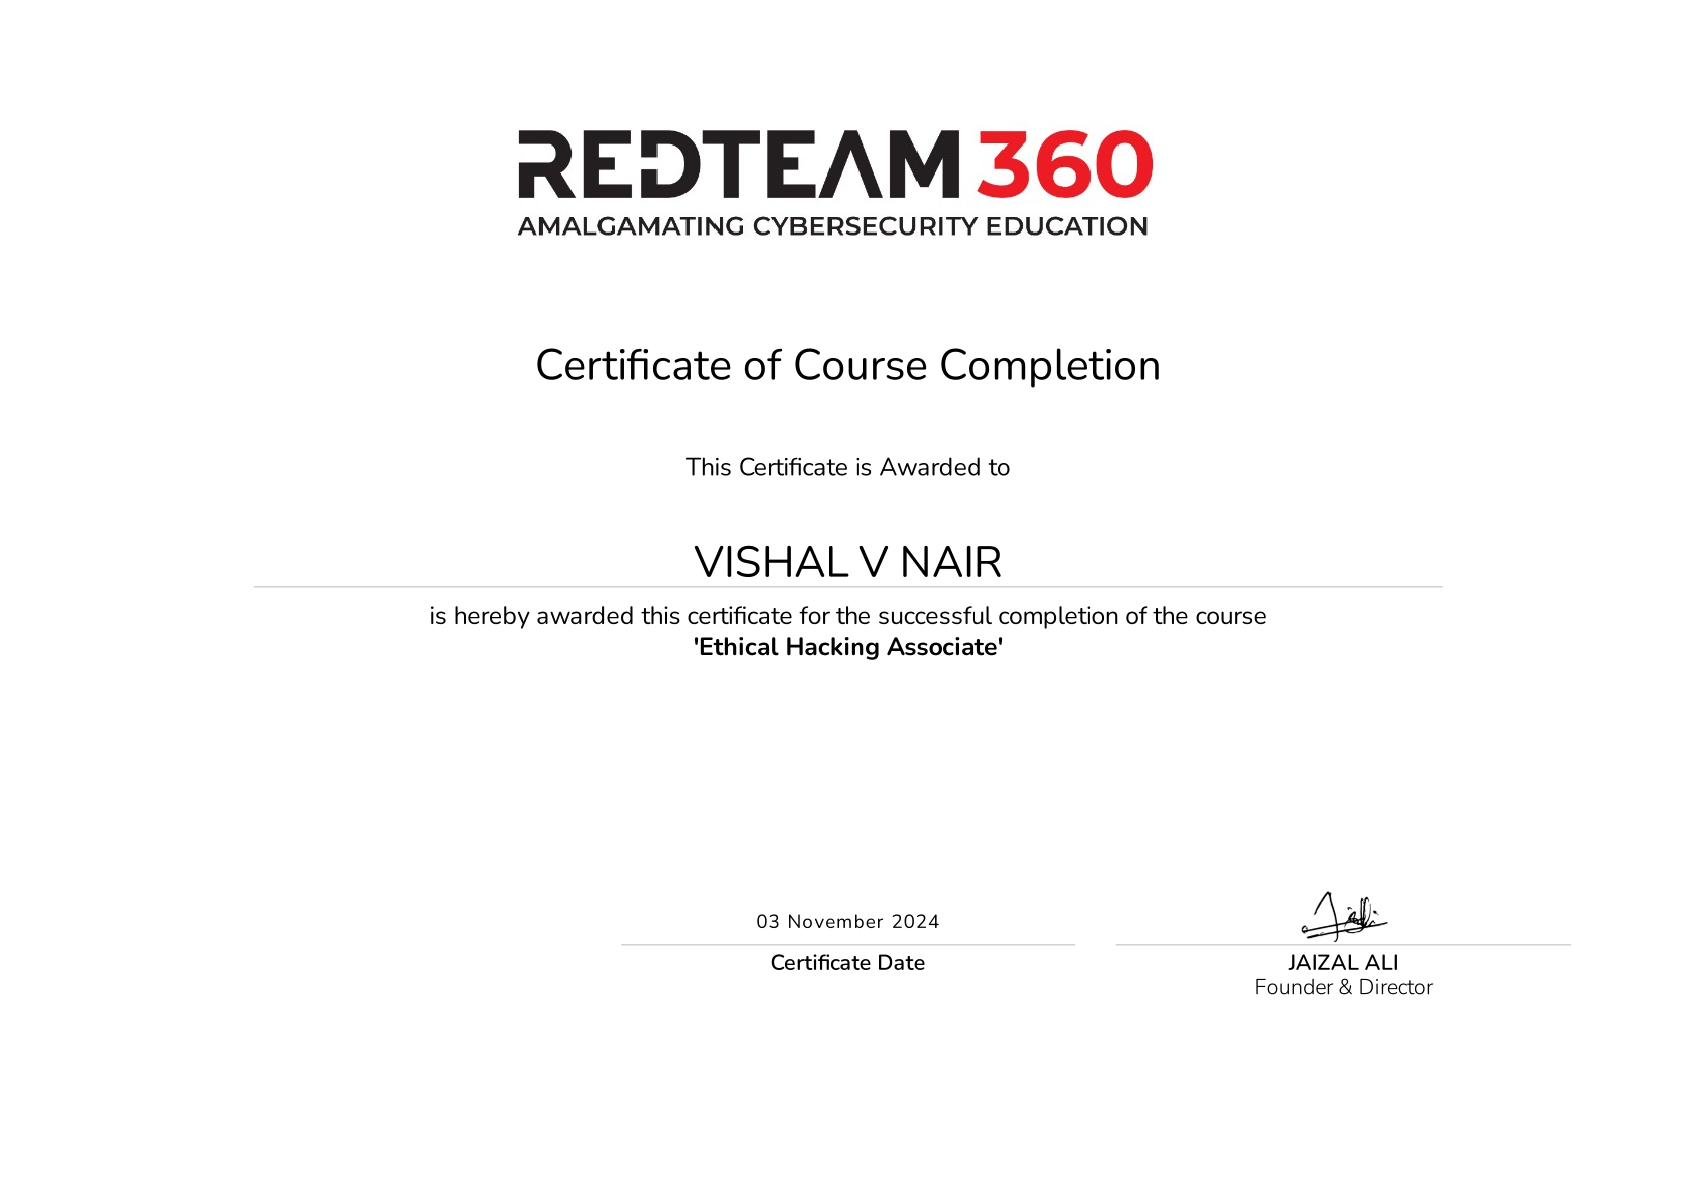 REDTEAM 360
AMALGAMATING CYBERSECURITY EDUCATION
Certificate of Course Completion
This Certificate is Awarded to
VISHAL V NAIR
is hereby awarded this certificate for the successful completion of the course
'Ethical Hacking Associate'
03 November 2024
Certificate Date
JAIZAL ALI
Founder & Director